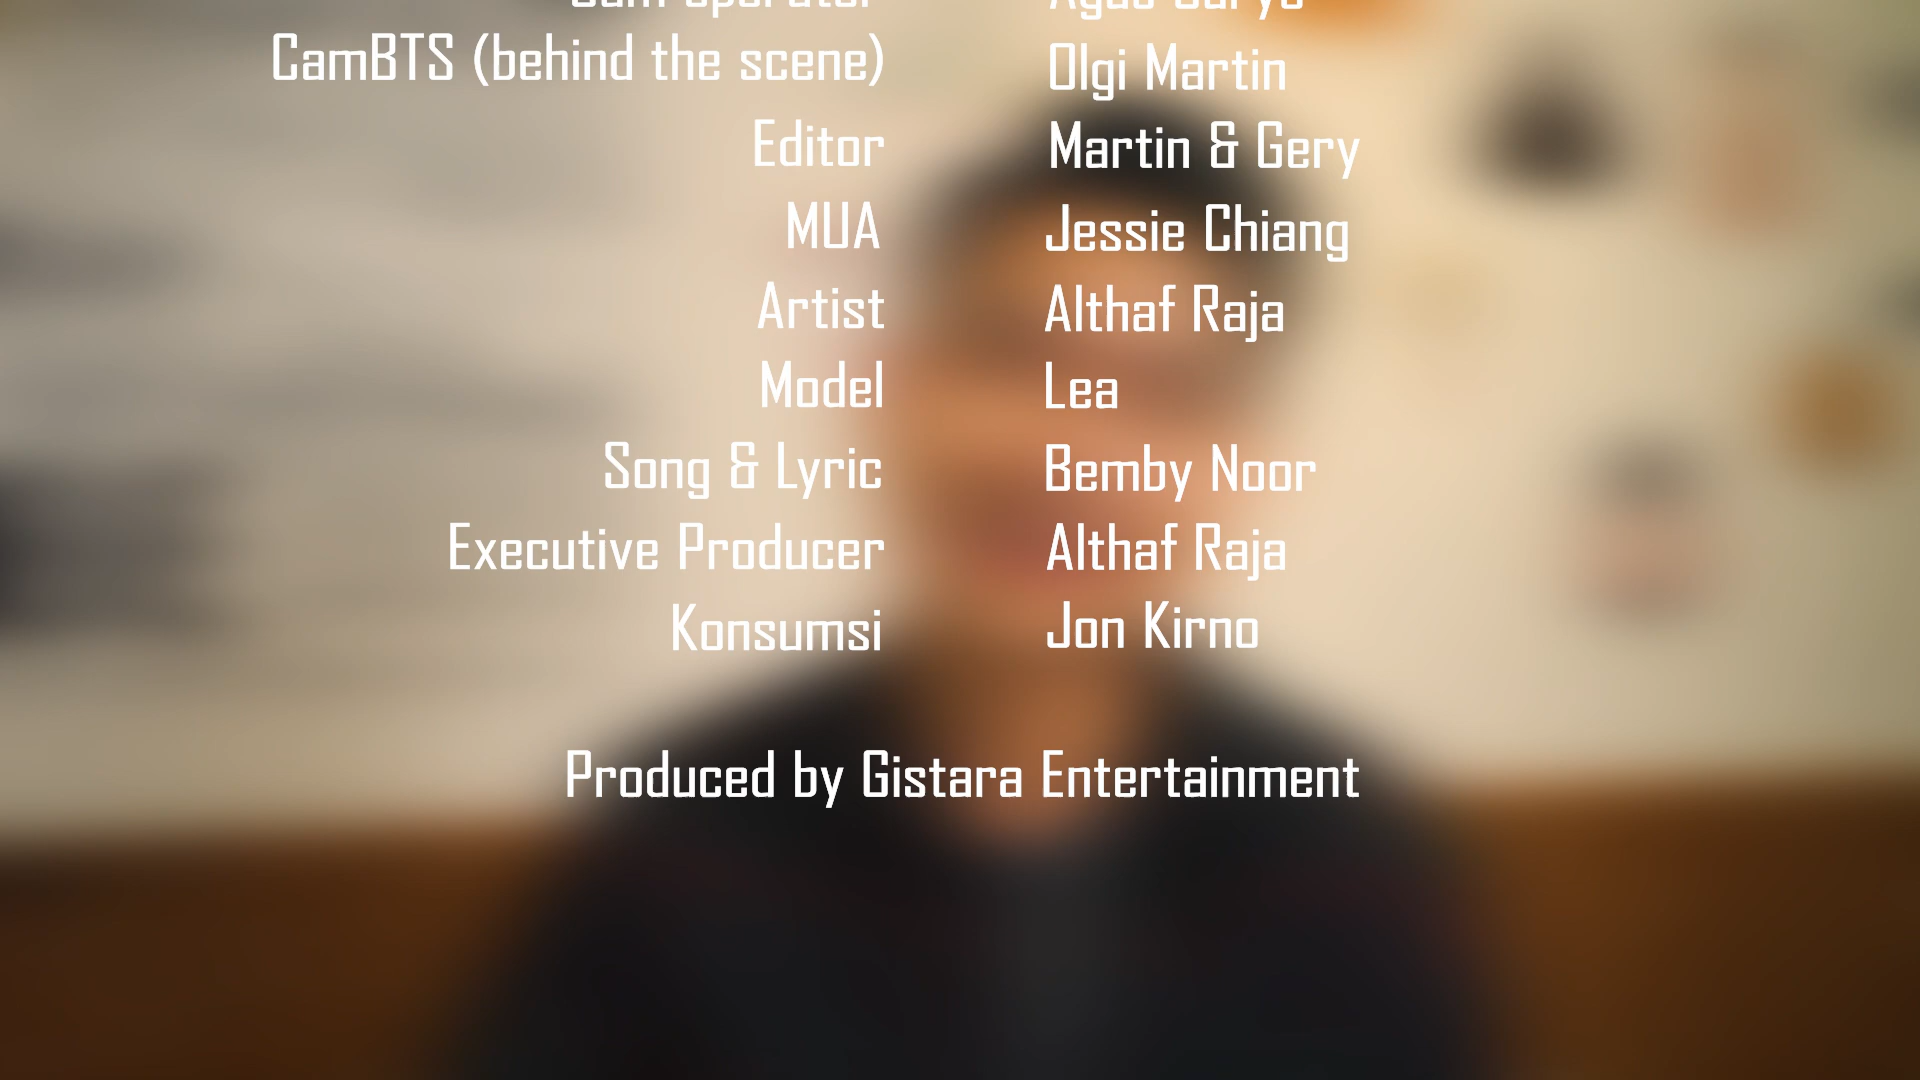 CamBTS (behind the scene) Olgi Martin
Editor Martin & Gery
MUA Jessie Chiang
Artist Althaf Raja
Model Lea
Song & Lyric Bemby Noor
Executive Producer Althaf Raja
Konsumsi Jon Kirno
Produced by Gistara Entertainment